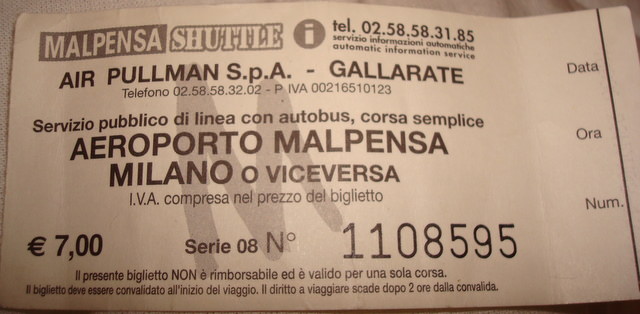 MALPENSA SHUTTLE i tel. 02.58.58.31.85
servizio informazioni automatiche
automatic information service
AIR PULLMAN S.p.A. - GALLARATE
Telefono 02.58.58.32.02 - P. IVA 00216510123
Data
Servizio pubblico di linea con autobus, corsa semplice
AEROPORTO MALPENSA
Ora
MILANO O VICEVERSA
I.V.A. compresa nel prezzo del biglietto
Num.
€ 7,00 Serie 08 N° 1108595
Il presente biglietto NON è rimborsabile ed è valido per una sola corsa.
Il biglietto deve essere convalidato all'inizio del viaggio. Il diritto a viaggiare scade dopo 2 ore dalla convalida.